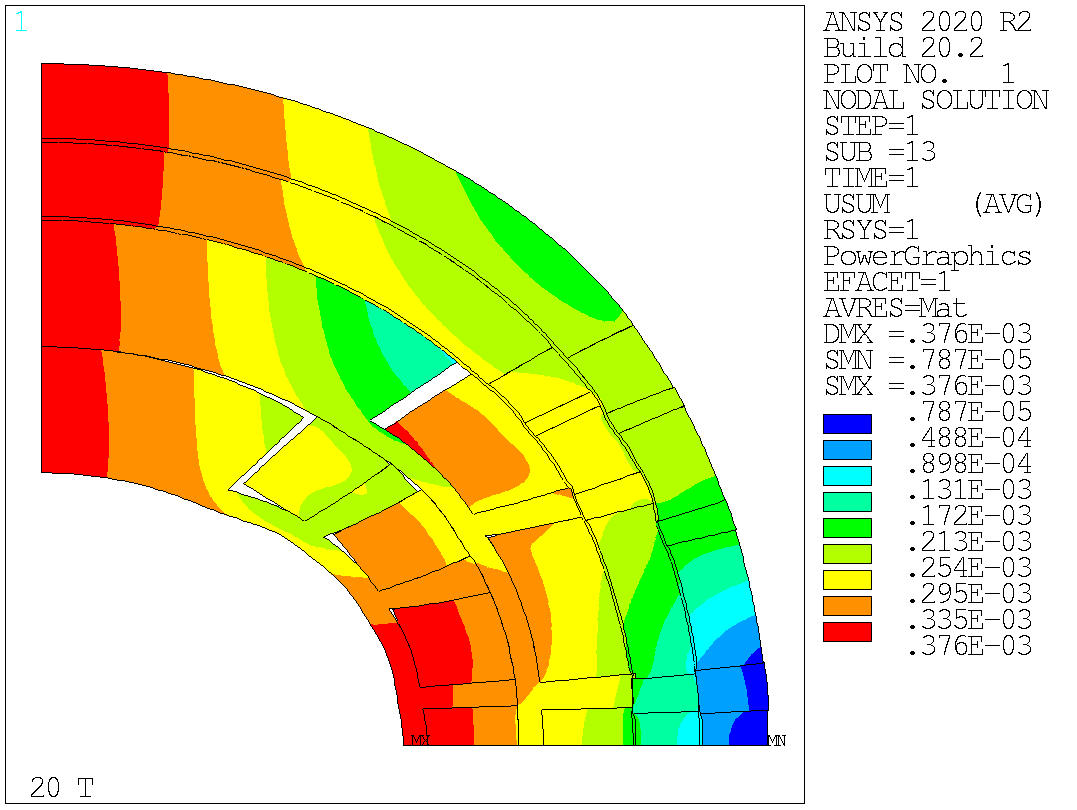 1
ANSYS 2020 R2
Build 20.2
PLOT NO. 1
NODAL SOLUTION
STEP=1
SUB =13
TIME=1
USUM (AVG)
RSYS=1
PowerGraphics
EFACET=1
AVRES=Mat
DMX =.376E-03
SMN =.787E-05
SMX =.376E-03
.787E-05
.488E-04
.898E-04
.131E-03
.172E-03
.213E-03
.254E-03
.295E-03
.335E-03
.376E-03
MX
MN
20 T